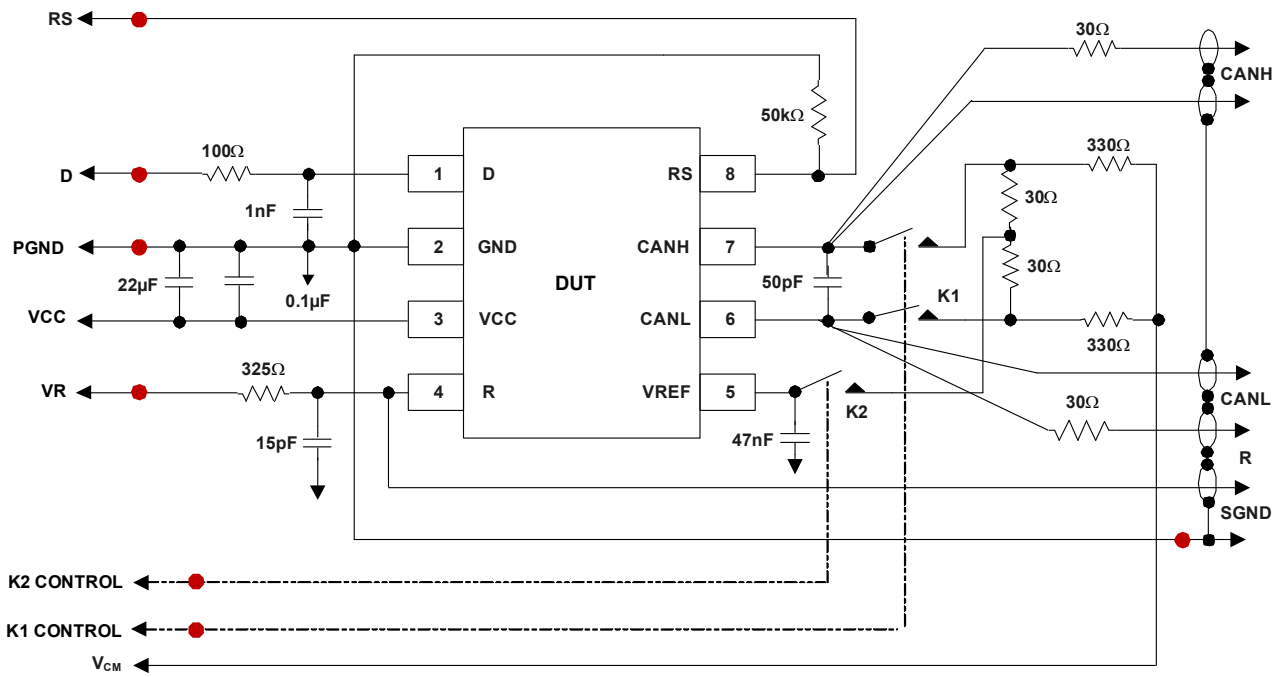 RS
30Ω
CANH
50kΩ
100Ω
330Ω
D
1
D
RS
8
1nF
30Ω
PGND
2
GND
CANH
7
30Ω
22µF
0.1µF
DUT
50pF
K1
VCC
3
VCC
CANL
6
330Ω
325Ω
VR
4
R
VREF
5
K2
30Ω
CANL
15pF
47nF
R
SGND
K2 CONTROL
K1 CONTROL
VCM